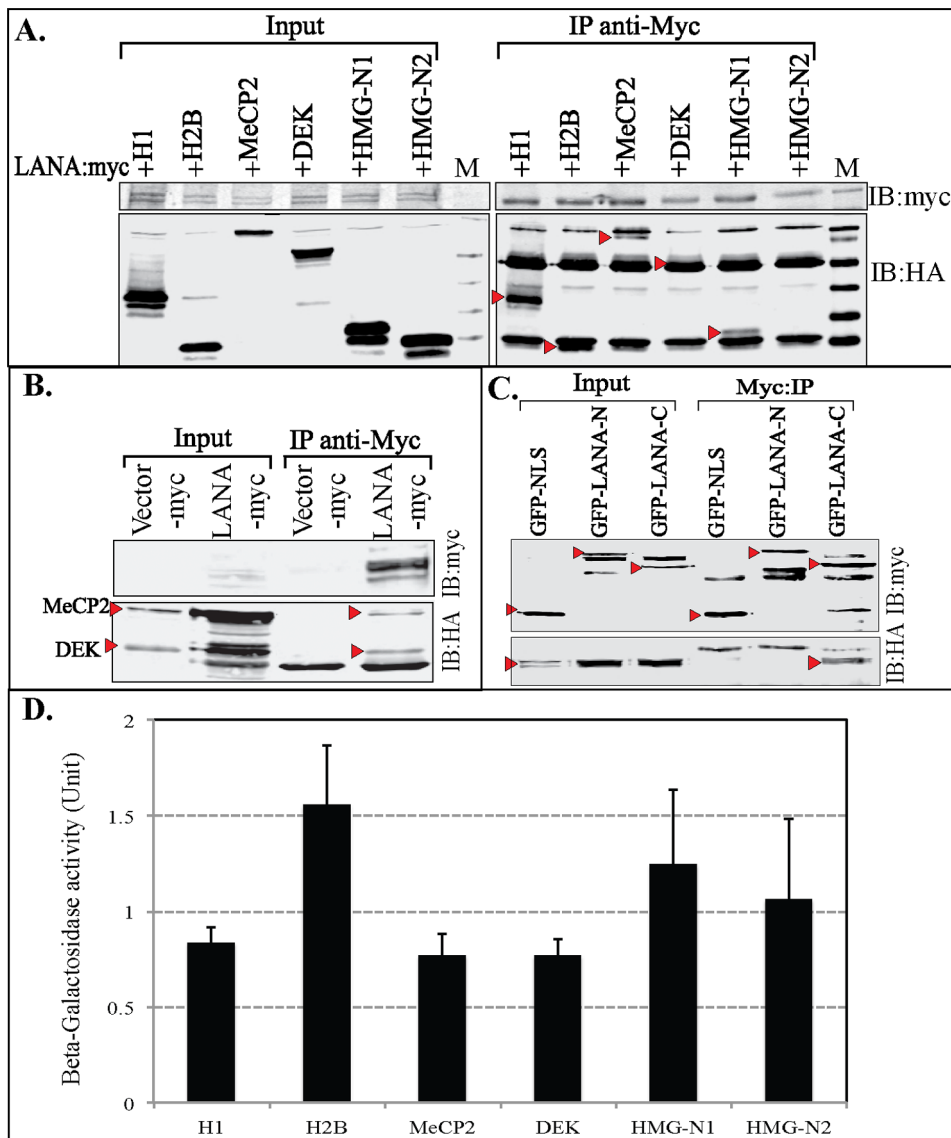 A.
Input
IP anti-Myc
LANA:myc
+H1
+H2B
+MeCP2
+DEK
+HMG-N1
+HMG-N2
M
+H1
+H2B
+MeCP2
+DEK
+HMG-N1
+HMG-N2
M
IB:myc
IB:HA
B.
Input
IP anti-Myc
Vector
-myc
LANA
-myc
Vector
-myc
LANA
-myc
IB:myc
MeCP2
DEK
IB:HA
C.
Input
Myc:IP
GFP-NLS
GFP-LANA-N
GFP-LANA-C
GFP-NLS
GFP-LANA-N
GFP-LANA-C
IB:myc
IB:HA
D.
Beta-Galactosidase activity (Unit)
2
1.5
1
0.5
0
H1
H2B
MeCP2
DEK
HMG-N1
HMG-N2